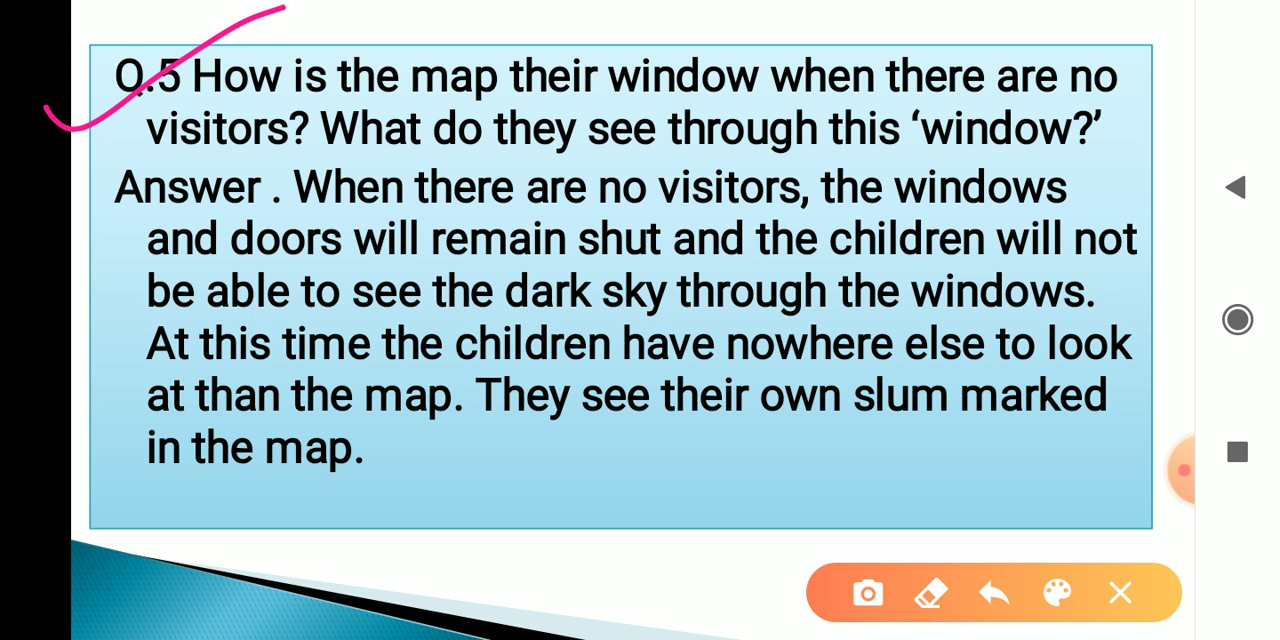 Q.5 How is the map their window when there are no
visitors? What do they see through this ‘window?’
Answer . When there are no visitors, the windows
and doors will remain shut and the children will not
be able to see the dark sky through the windows.
At this time the children have nowhere else to look
at than the map. They see their own slum marked
in the map.